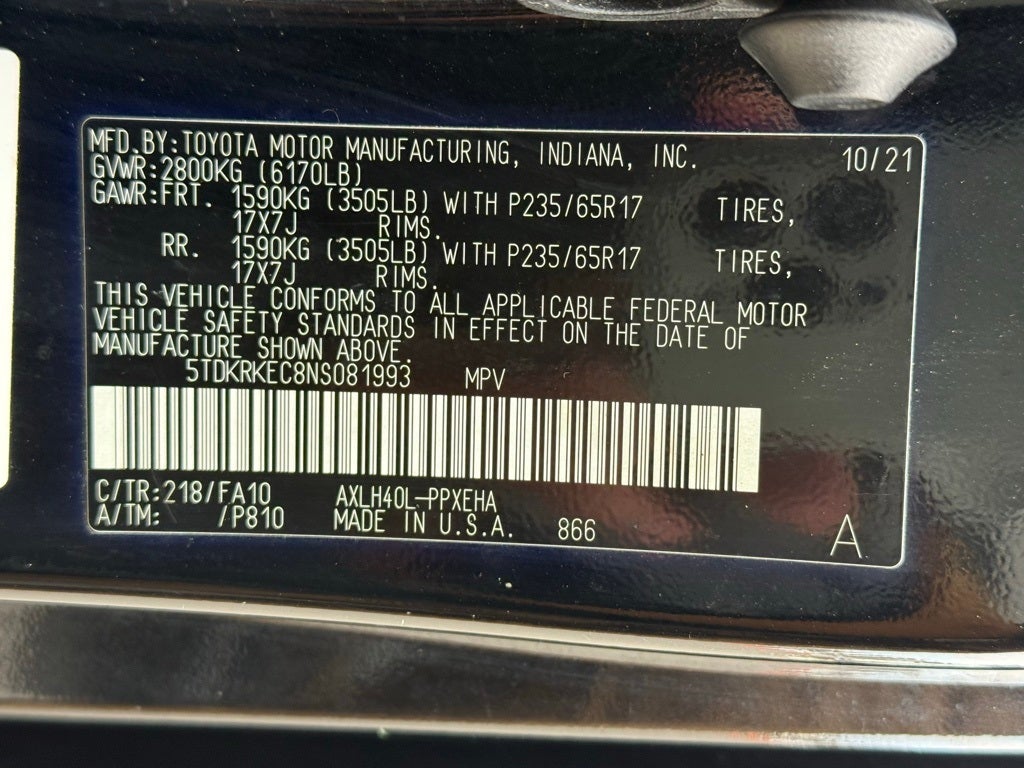 MFD.BY:TOYOTA MOTOR MANUFACTURING, INDIANA, INC. 10/21
GVWR:2800KG (6170LB)
GAWR:FRT. 1590KG (3505LB) WITH P235/65R17 TIRES,
17X7J RIMS.
RR. 1590KG (3505LB) WITH P235/65R17 TIRES,
17X7J RIMS.
THIS VEHICLE CONFORMS TO ALL APPLICABLE FEDERAL MOTOR
VEHICLE SAFETY STANDARDS IN EFFECT ON THE DATE OF
MANUFACTURE SHOWN ABOVE.
5TDKRKEC8NS081993 MPV
C/TR:218/FA10 AXLH40L-PPXEHA
A/TM: /P810 MADE IN U.S.A. 866 A